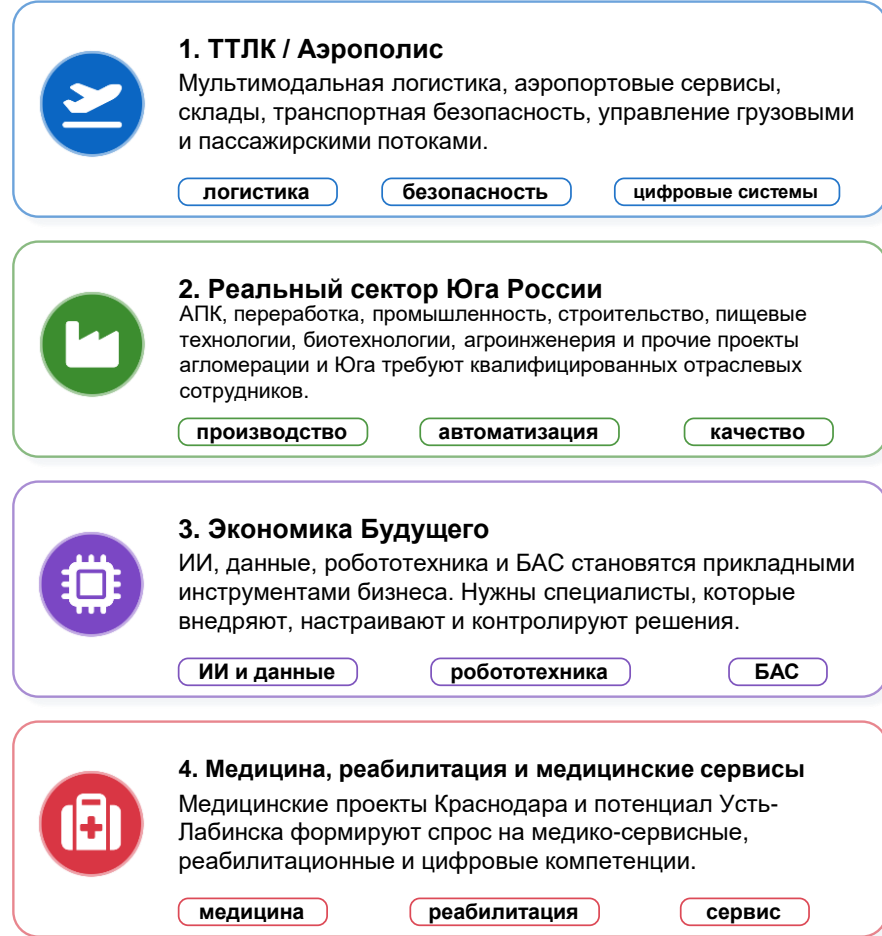 1. ТТЛК / Аэрополис
Мультимодальная логистика, аэропортовые сервисы,
склады, транспортная безопасность, управление грузовыми
и пассажирскими потоками.
логистика
безопасность
цифровые системы
2. Реальный сектор Юга России
АПК, переработка, промышленность, строительство, пищевые
технологии, биотехнологии, агроинженерия и прочие проекты
агломерации и Юга требуют квалифицированных отраслевых
сотрудников.
производство
автоматизация
качество
3. Экономика Будущего
ИИ, данные, робототехника и БАС становятся прикладными
инструментами бизнеса. Нужны специалисты, которые
внедряют, настраивают и контролируют решения.
ИИ и данные
робототехника
БАС
4. Медицина, реабилитация и медицинские сервисы
Медицинские проекты Краснодара и потенциал Усть-
Лабинска формируют спрос на медико-сервисные,
реабилитационные и цифровые компетенции.
медицина
реабилитация
сервис